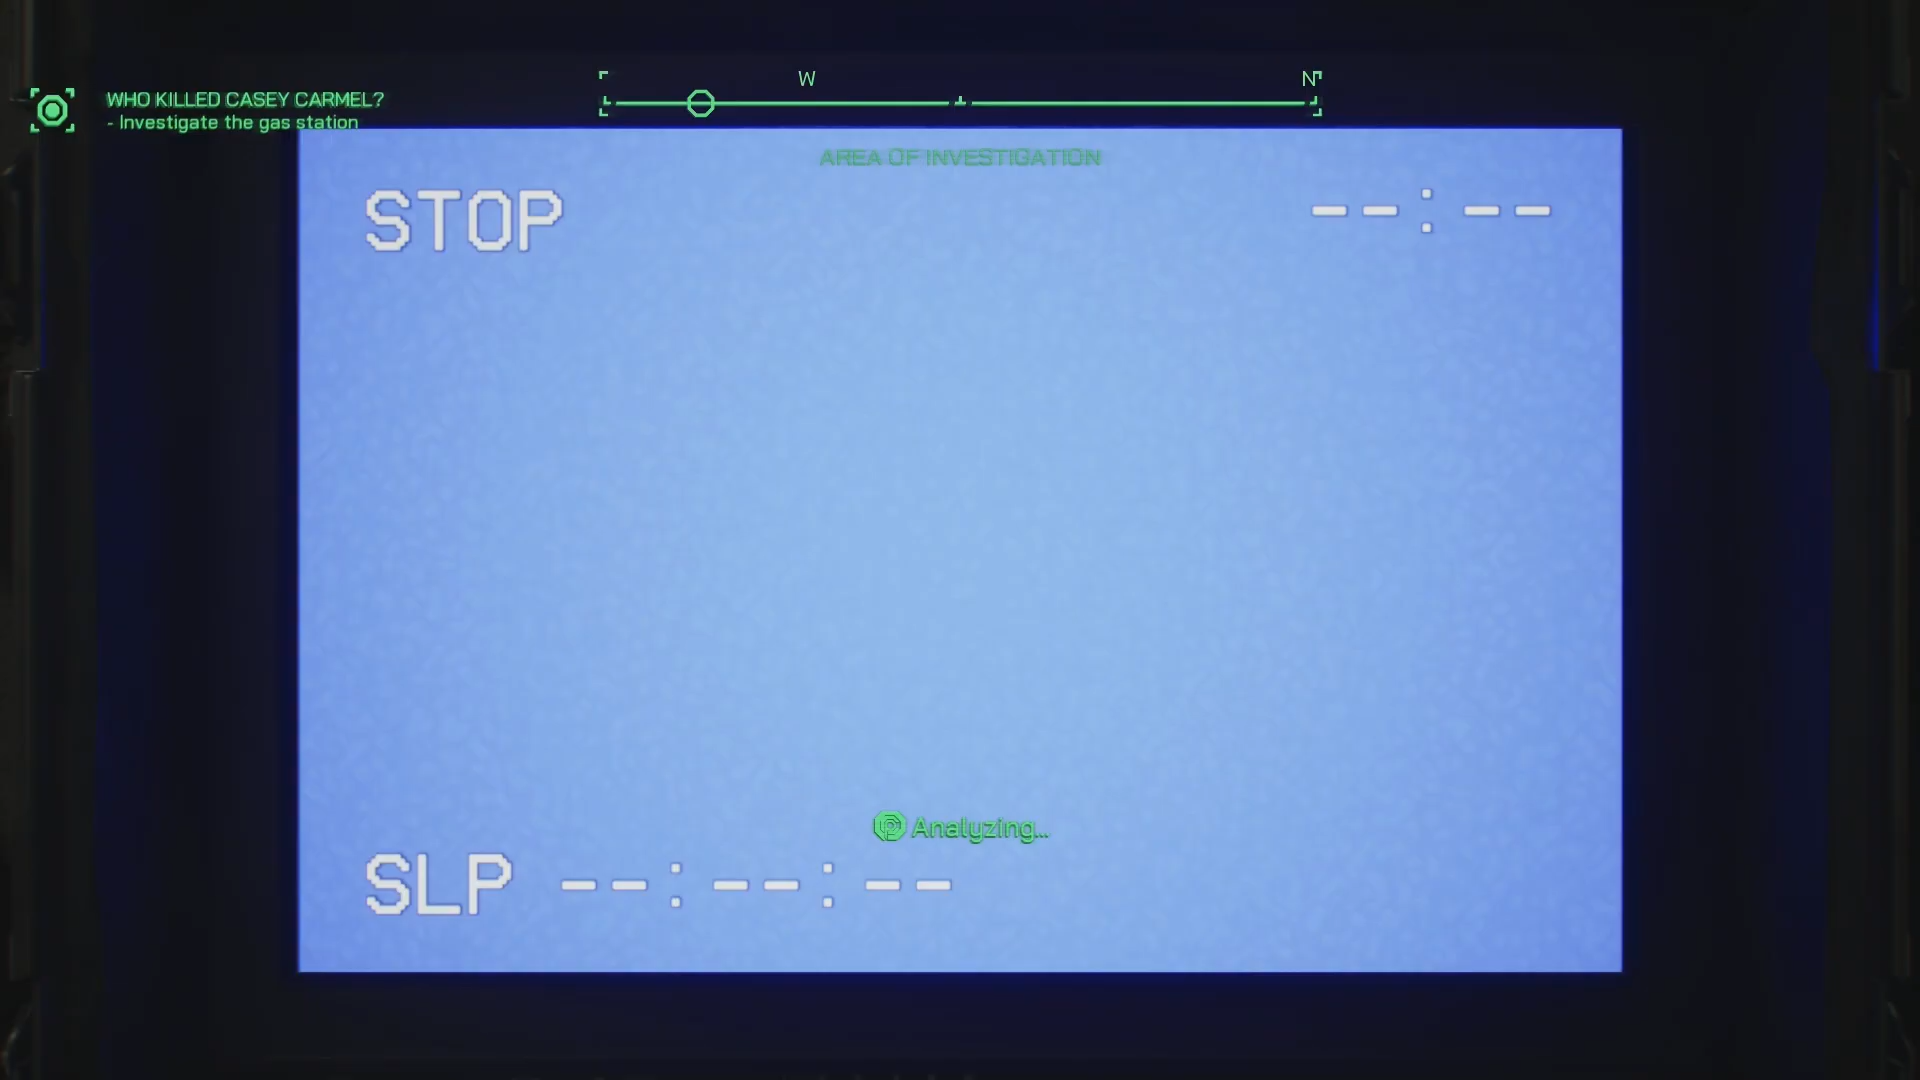 W N
WHO KILLED CASEY CARMEL?
- Investigate the gas station
AREA OF INVESTIGATION
STOP --:--
Analyzing...
SLP --:--:--